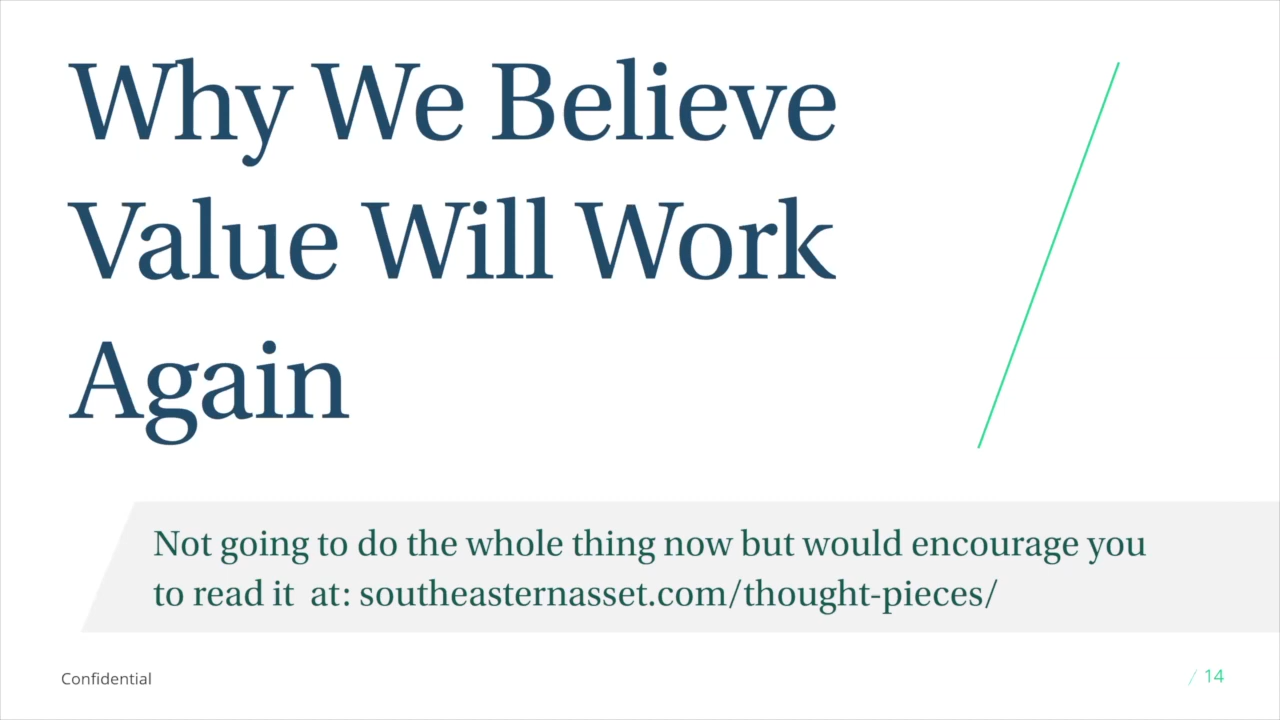 Why We Believe
Value Will Work
Again
Not going to do the whole thing now but would encourage you
to read it  at: southeasternasset.com/thought-pieces/
Confidential
/ 14